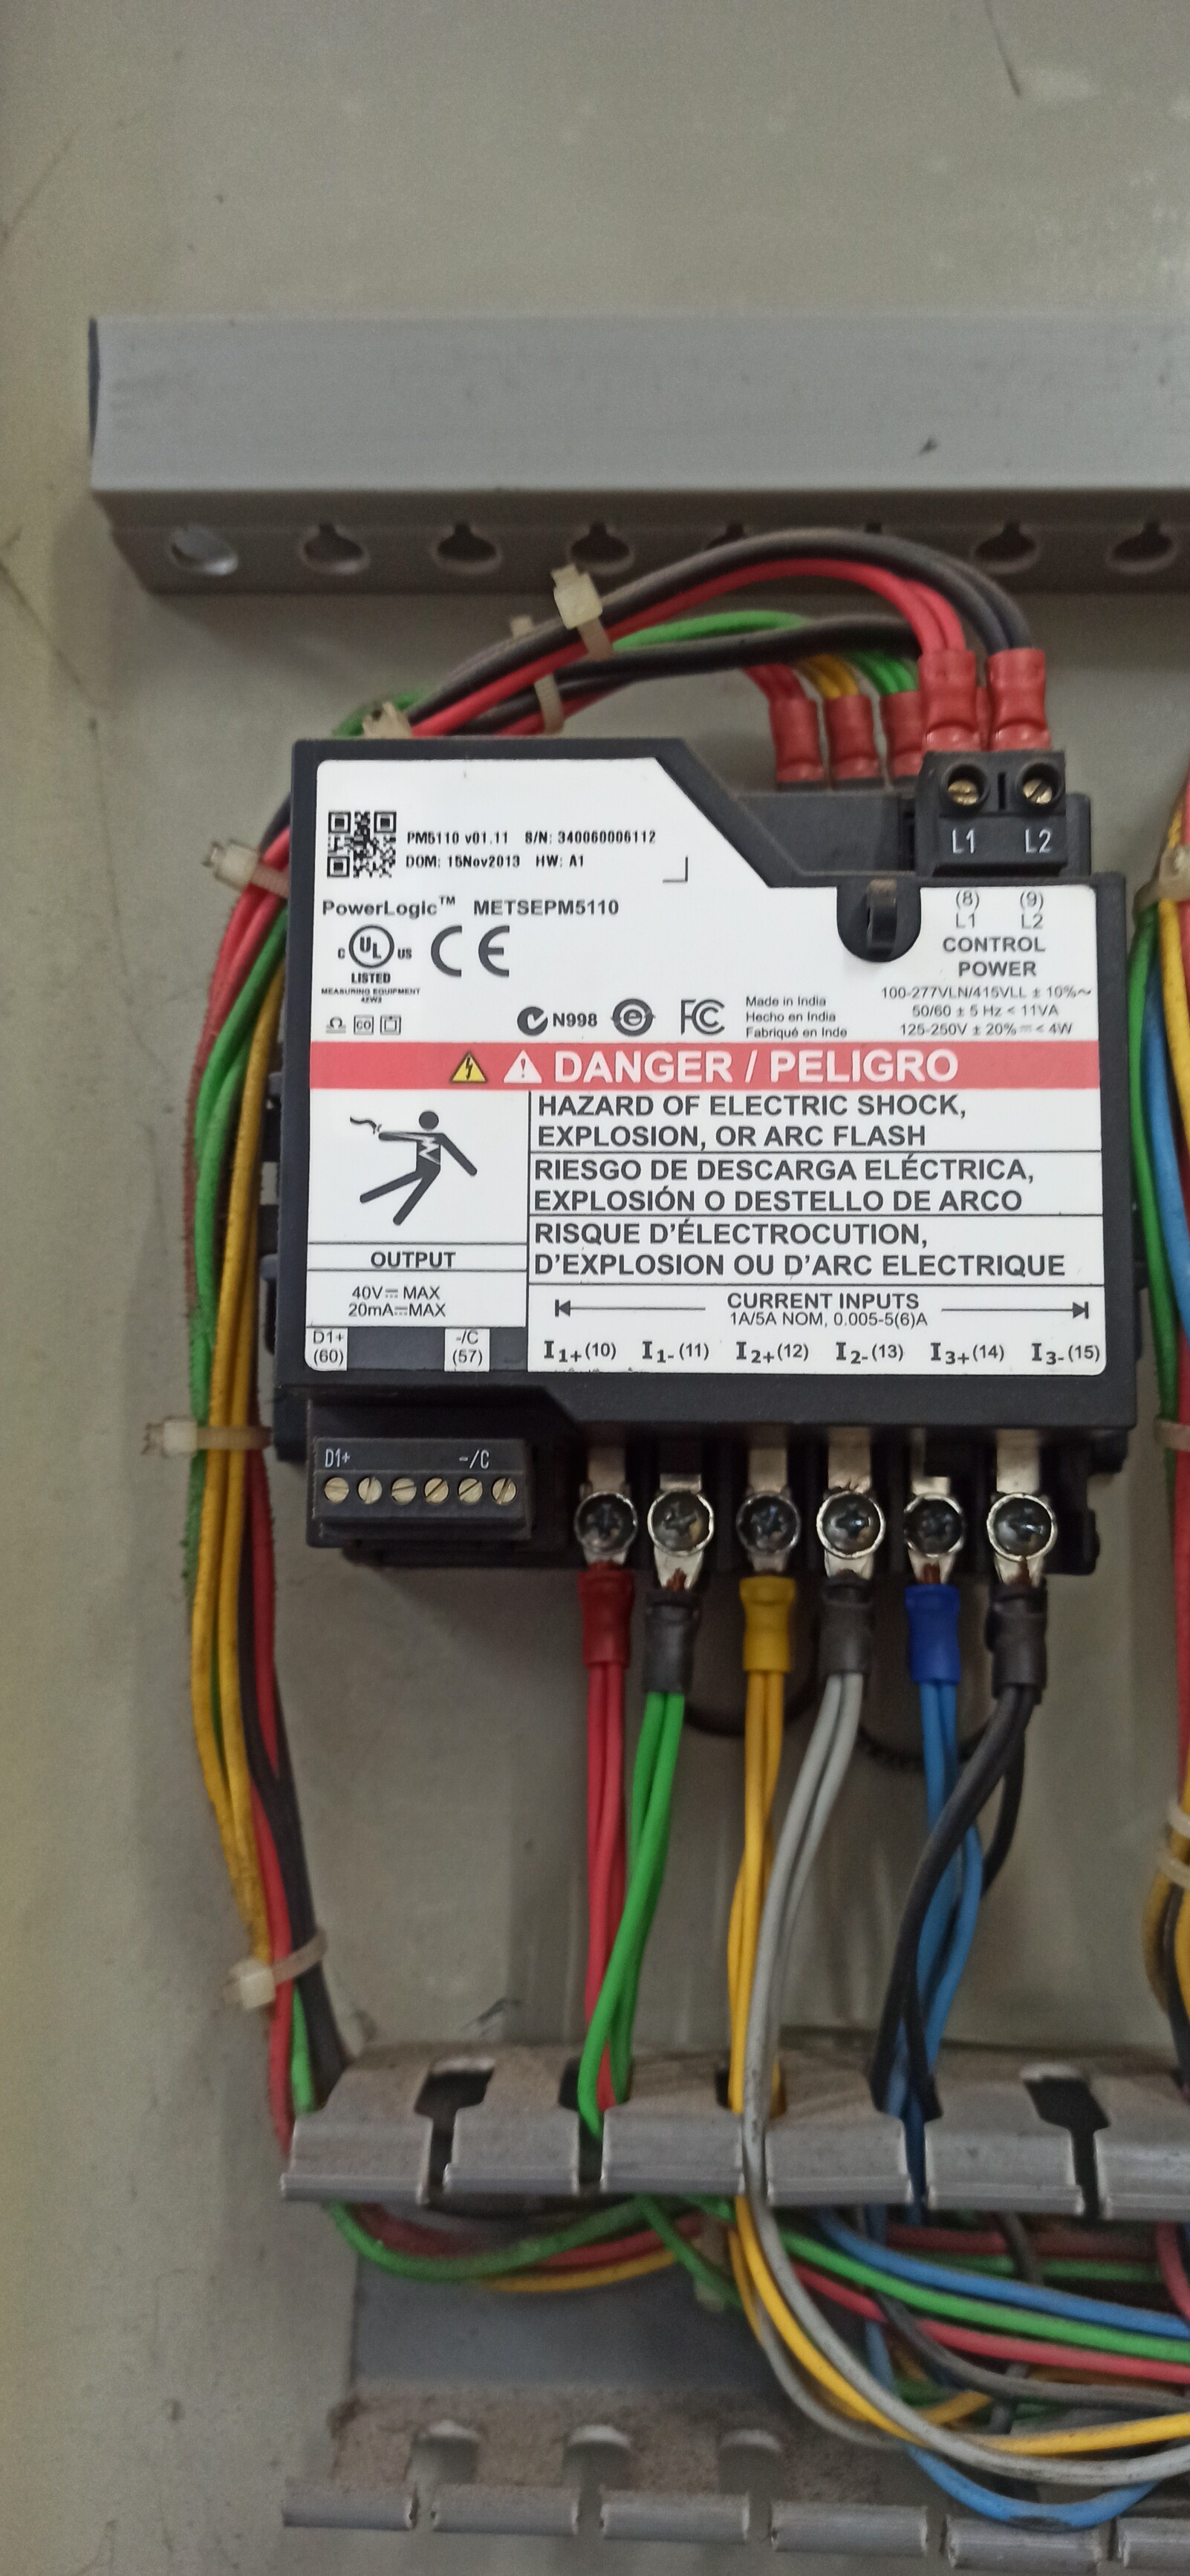 L1 L2
PM5110 v01.11 S/N: 340060006112
DOM: 15Nov2013 HW: A1
PowerLogic™ METSEPM5110
(8) (9)
L1 L2
CONTROL
POWER
100-277VLN/415VLL ± 10%~
50/60 ± 5 Hz < 11VA
125-250V ± 20%⎓ < 4W
C UL US
LISTED
MEASURING EQUIPMENT
CE
N998
FC
Made in India
Hecho en India
Fabriqué en Inde
DANGER / PELIGRO
HAZARD OF ELECTRIC SHOCK,
EXPLOSION, OR ARC FLASH
RIESGO DE DESCARGA ELÉCTRICA,
EXPLOSIÓN O DESTELLO DE ARCO
RISQUE D'ÉLECTROCUTION,
D'EXPLOSION OU D'ARC ELECTRIQUE
OUTPUT
40V⎓ MAX
20mA⎓MAX
D1+ -/C
(60) (57)
CURRENT INPUTS
1A/5A NOM, 0.005-5(6)A
I1+(10) I1-(11) I2+(12) I2-(13) I3+(14) I3-(15)
D1+ -/C